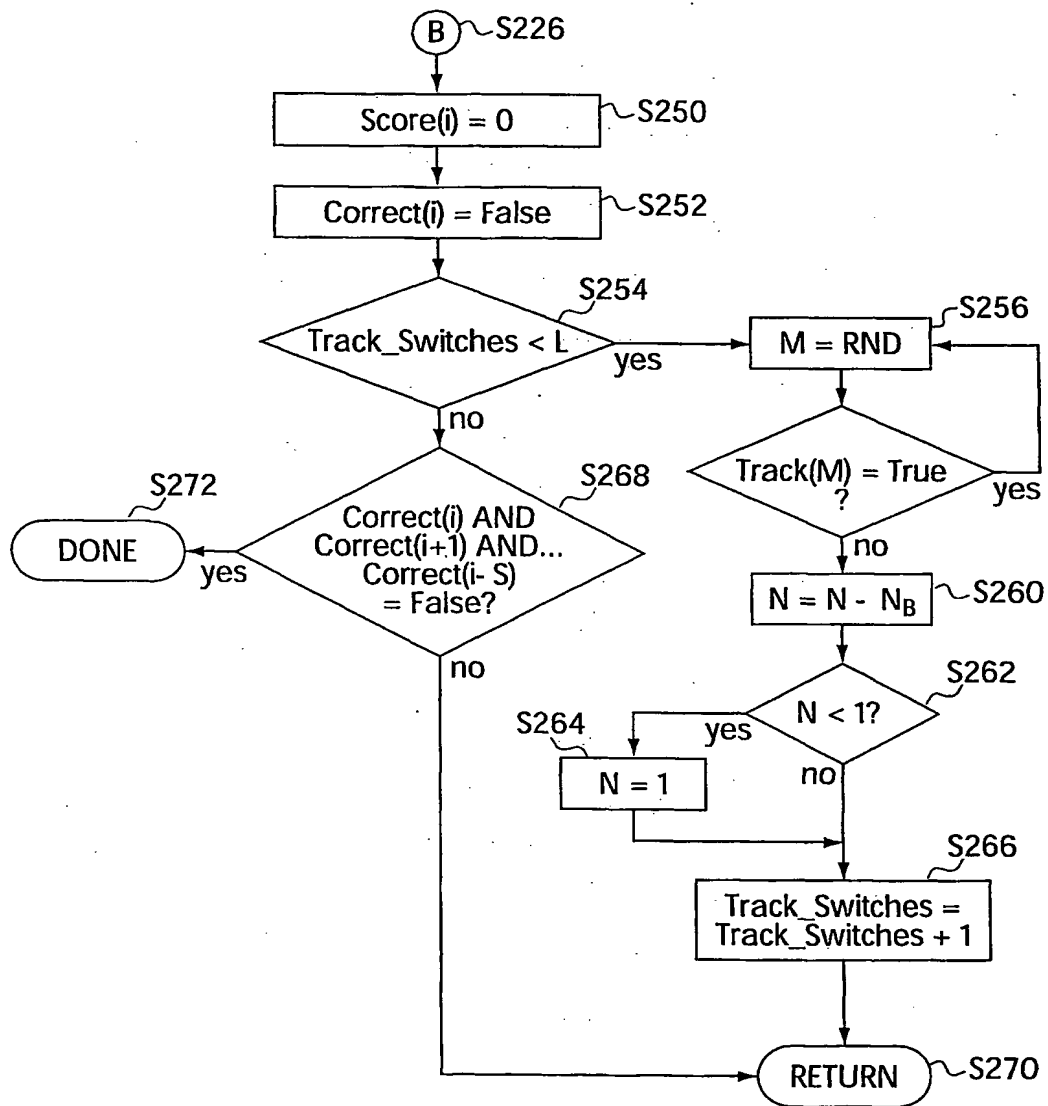 B
S226
Score(i) = 0
S250
Correct(i) = False
S252
Track_Switches < L
S254
yes
no
M = RND
S256
Track(M) = True
?
yes
no
S272
DONE
yes
Correct(i) AND
Correct(i+1) AND...
Correct(i- S)
= False?
S268
no
N = N - NB
S260
N < 1?
S262
yes
no
S264
N = 1
S266
Track_Switches =
Track_Switches + 1
RETURN
S270